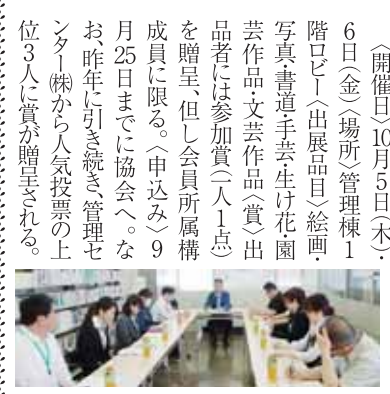 〈開催日〉10月5日(木)・
6日(金)〈場所〉管理棟1
階ロビー〈出展品目〉絵画・
写真・書道・手芸・生け花・園
芸作品・文芸作品〈賞〉出
品者には参加賞(一人1点)
を贈呈、但し会員所属構
成員に限る。〈申込み〉9
月25日までに協会へ。な
お、昨年に引き続き、管理セ
ンター㈱から人気投票の上
位3人に賞が贈呈される。